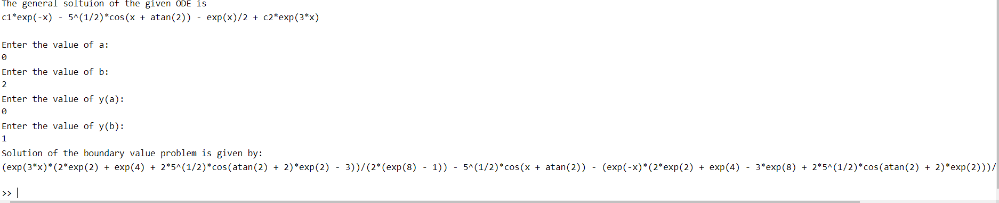 The general soltuion of the given ODE is
c1*exp(-x) - 5^(1/2)*cos(x + atan(2)) - exp(x)/2 + c2*exp(3*x)
Enter the value of a:
0
Enter the value of b:
2
Enter the value of y(a):
0
Enter the value of y(b):
1
Solution of the boundary value problem is given by:
(exp(3*x)*(2*exp(2) + exp(4) + 2*5^(1/2)*cos(atan(2) + 2)*exp(2) - 3))/(2*(exp(8) - 1)) - 5^(1/2)*cos(x + atan(2)) - (exp(-x)*(2*exp(2) + exp(4) - 3*exp(8) + 2*5^(1/2)*cos(atan(2) + 2)*exp(2)))/
>>